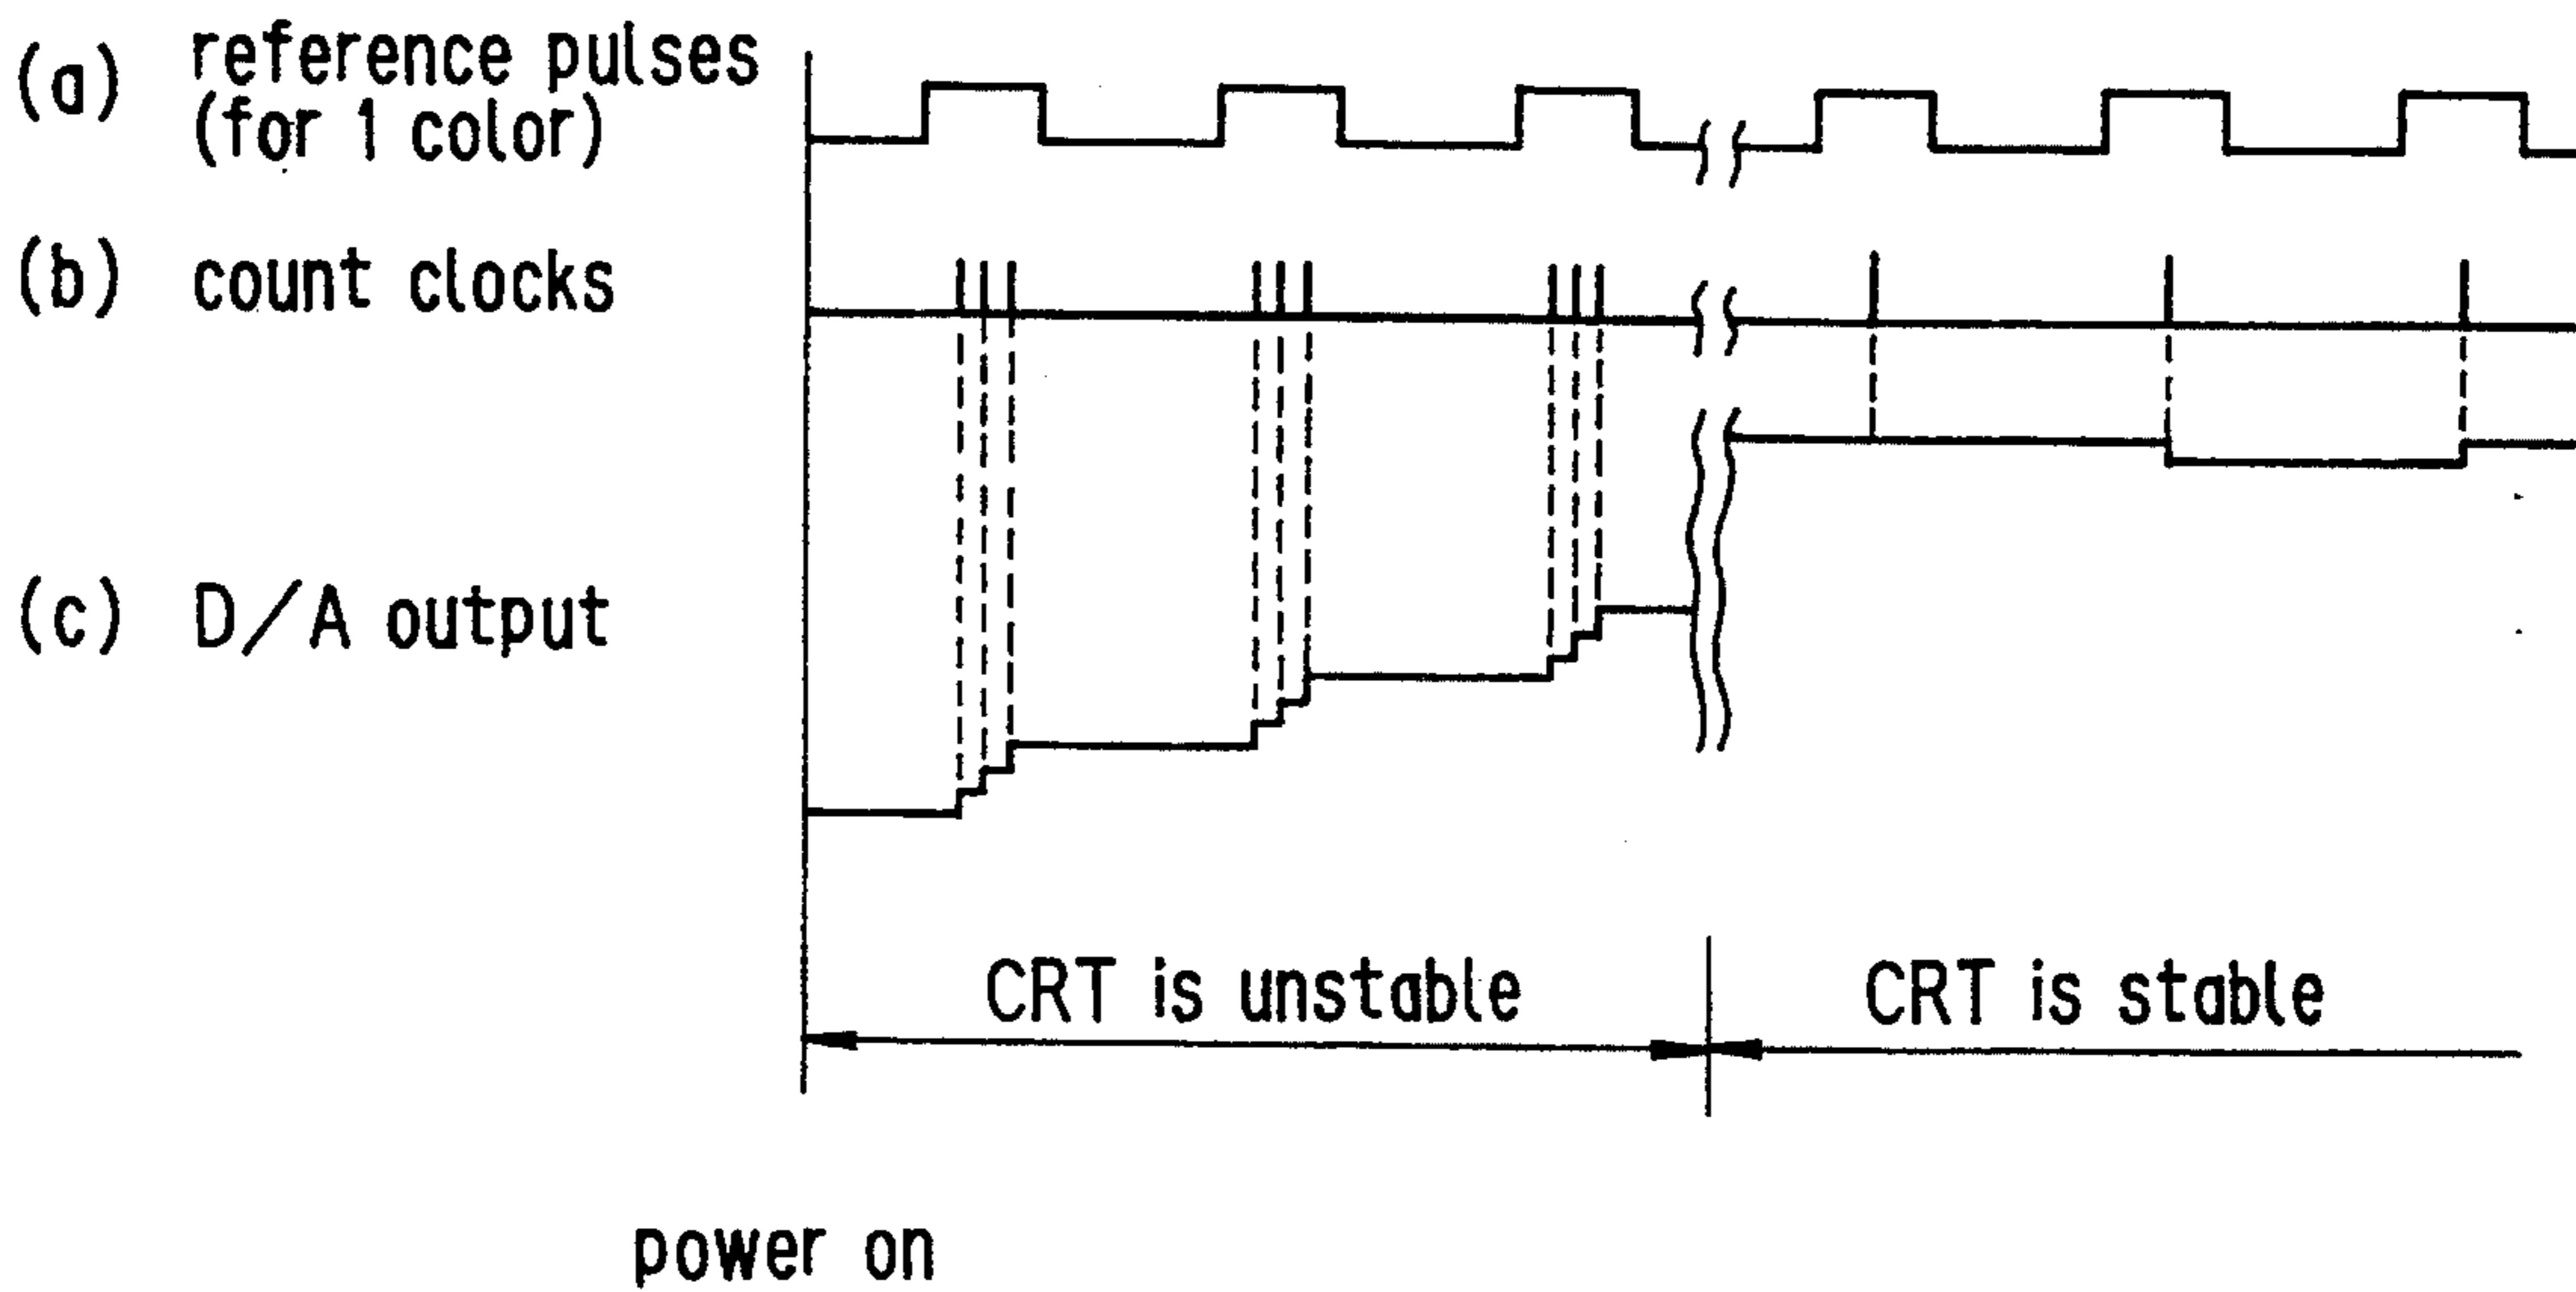 (a) reference pulses
(for 1 color)
(b) count clocks
(c) D/A output
CRT is unstable
CRT is stable
power on